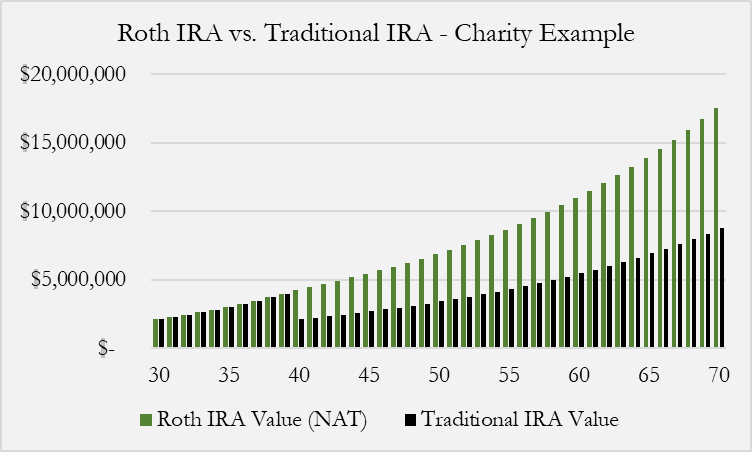 Roth IRA vs. Traditional IRA - Charity Example
$20,000,000
$15,000,000
$10,000,000
$5,000,000
$-
30 35 40 45 50 55 60 65 70
Roth IRA Value (NAT) Traditional IRA Value